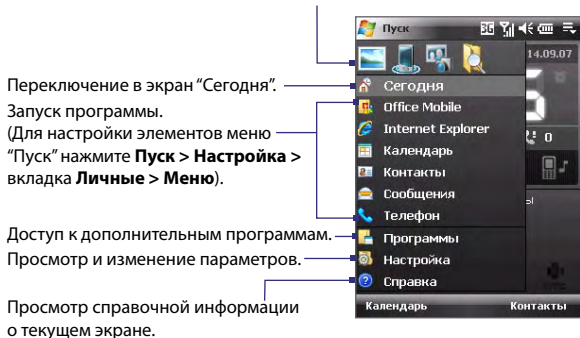 Переключение в экран “Сегодня”.
Запуск программы.
(Для настройки элементов меню
“Пуск” нажмите Пуск > Настройка >
вкладка Личные > Меню).
Доступ к дополнительным программам.
Просмотр и изменение параметров.
Просмотр справочной информации
о текущем экране.
Пуск
14.09.07
Сегодня
Office Mobile
Internet Explorer
0
Календарь
Контакты
Сообщения
ы
Телефон
Программы
Настройка
Справка
Календарь Контакты